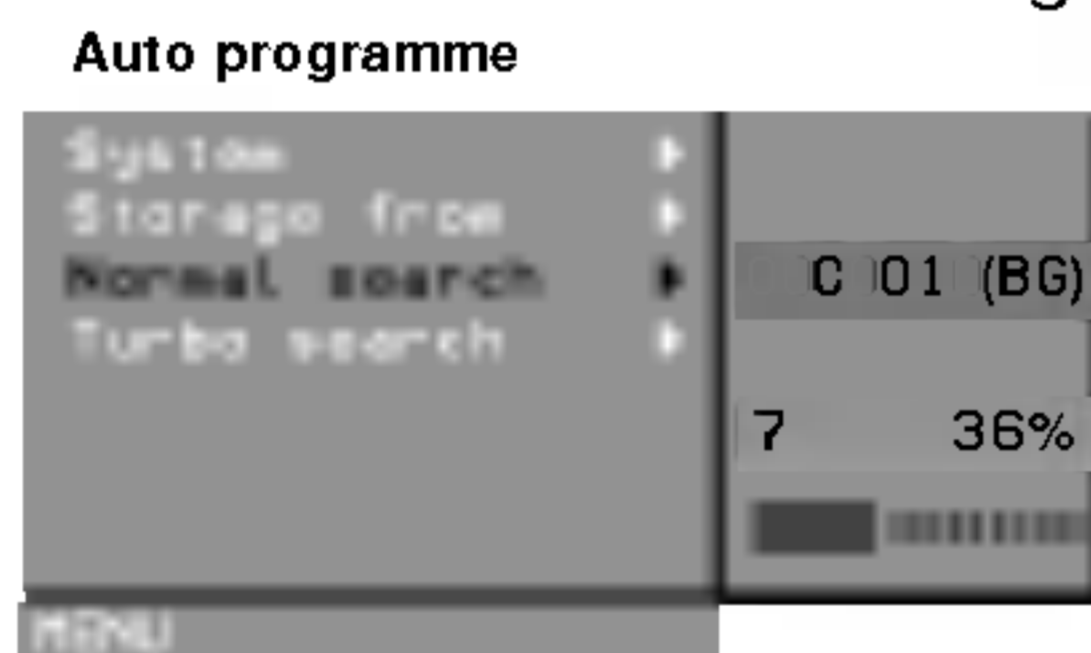 Auto programme
System
Storage from
Normal search C 01 (BG)
Turbo search
7 36%
MENU